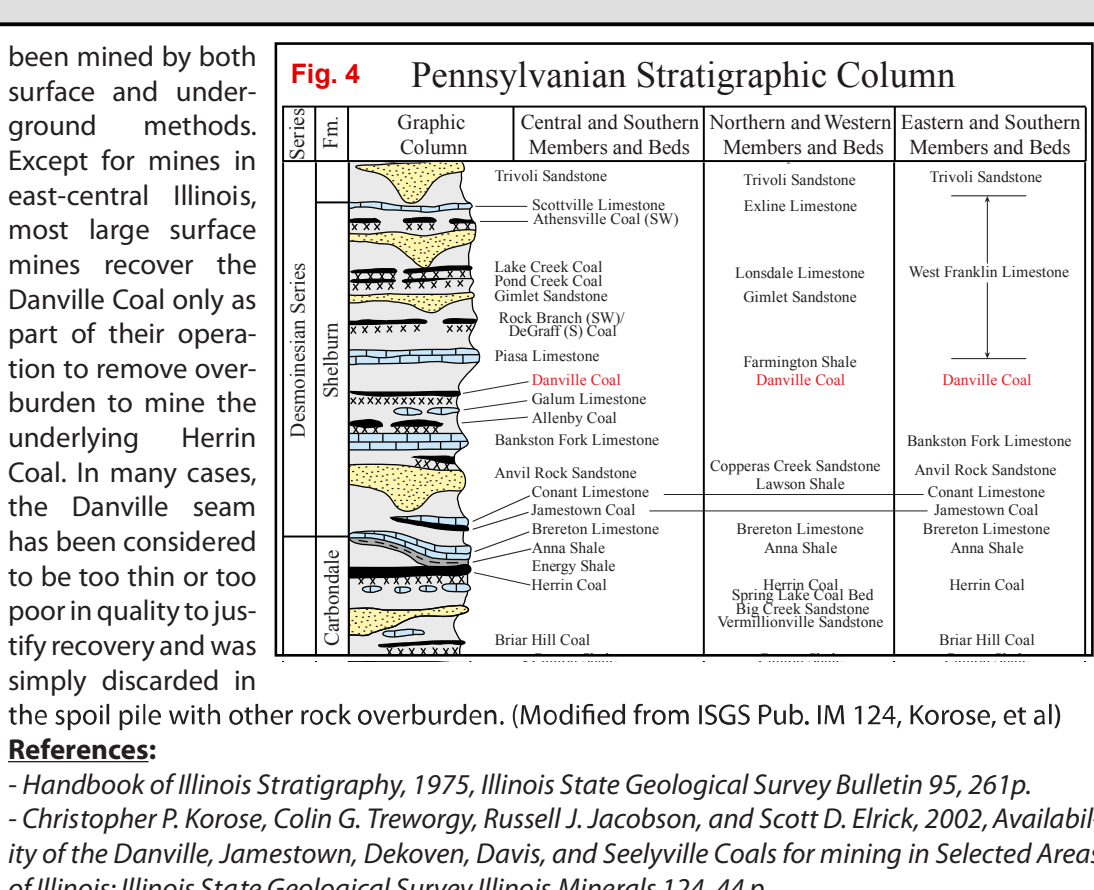 been mined by both
surface and under-
ground methods.
Except for mines in
east-central Illinois,
most large surface
mines recover the
Danville Coal only as
part of their opera-
tion to remove over-
burden to mine the
underlying Herrin
Coal. In many cases,
the Danville seam
has been considered
to be too thin or too
poor in quality to jus-
tify recovery and was
simply discarded in
the spoil pile with other rock overburden. (Modified from ISGS Pub. IM 124, Korose, et al)
Fig. 4
Pennsylvanian Stratigraphic Column
Series
Fm.
Graphic
Column
Central and Southern
Members and Beds
Northern and Western
Members and Beds
Eastern and Southern
Members and Beds
Desmoinesian Series
Shelburn
Carbondale
Trivoli Sandstone
Scottville Limestone
Athensville Coal (SW)
Lake Creek Coal
Pond Creek Coal
Gimlet Sandstone
Rock Branch (SW)/
DeGraff (S) Coal
Piasa Limestone
Danville Coal
Galum Limestone
Allenby Coal
Bankston Fork Limestone
Anvil Rock Sandstone
Conant Limestone
Jamestown Coal
Brereton Limestone
Anna Shale
Energy Shale
Herrin Coal
Briar Hill Coal
Trivoli Sandstone
Exline Limestone
Lonsdale Limestone
Gimlet Sandstone
Farmington Shale
Danville Coal
Copperas Creek Sandstone
Lawson Shale
Brereton Limestone
Anna Shale
Herrin Coal
Spring Lake Coal Bed
Big Creek Sandstone
Vermillionville Sandstone
Trivoli Sandstone
West Franklin Limestone
Danville Coal
Bankston Fork Limestone
Anvil Rock Sandstone
Conant Limestone
Jamestown Coal
Brereton Limestone
Anna Shale
Herrin Coal
Briar Hill Coal
References:
- Handbook of Illinois Stratigraphy, 1975, Illinois State Geological Survey Bulletin 95, 261p.
- Christopher P. Korose, Colin G. Treworgy, Russell J. Jacobson, and Scott D. Elrick, 2002, Availabil-
ity of the Danville, Jamestown, Dekoven, Davis, and Seelyville Coals for mining in Selected Areas
of Illinois: Illinois State Geological Survey Illinois Minerals 124, 44 p.